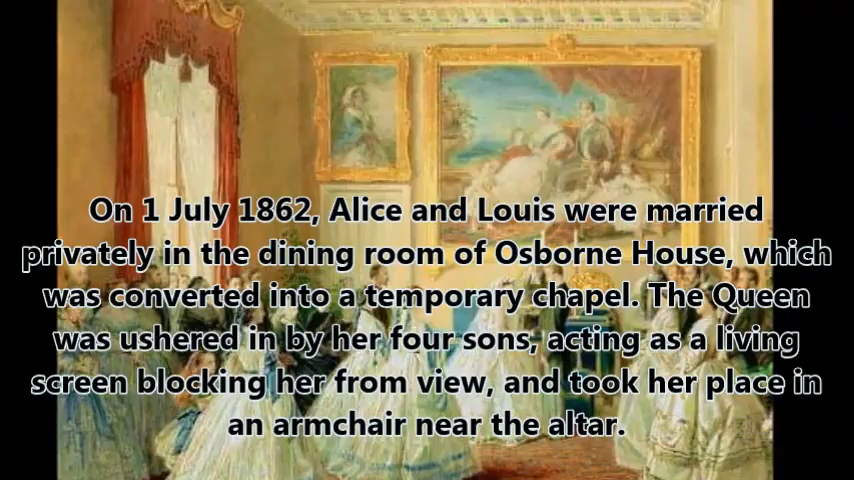 On 1 July 1862, Alice and Louis were married
privately in the dining room of Osborne House, which
was converted into a temporary chapel. The Queen
was ushered in by her four sons, acting as a living
screen blocking her from view, and took her place in
an armchair near the altar.